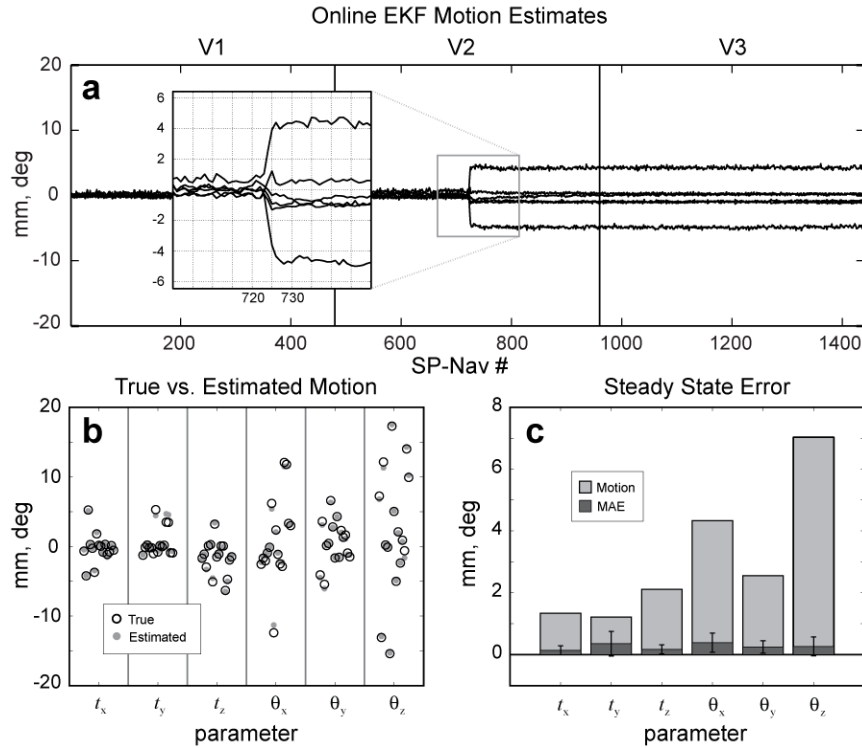 Online EKF Motion Estimates
V1 V2 V3
a
mm, deg
20
10
0
-10
-20
6
4
2
0
-2
-4
-6
720 730
200 400 600 800 1000 1200 1400
SP-Nav #
True vs. Estimated Motion
b
mm, deg
20
10
0
-10
-20
True
Estimated
tx ty tz θx θy θz
parameter
Steady State Error
c
mm, deg
8
6
4
2
0
Motion
MAE
tx ty tz θx θy θz
parameter